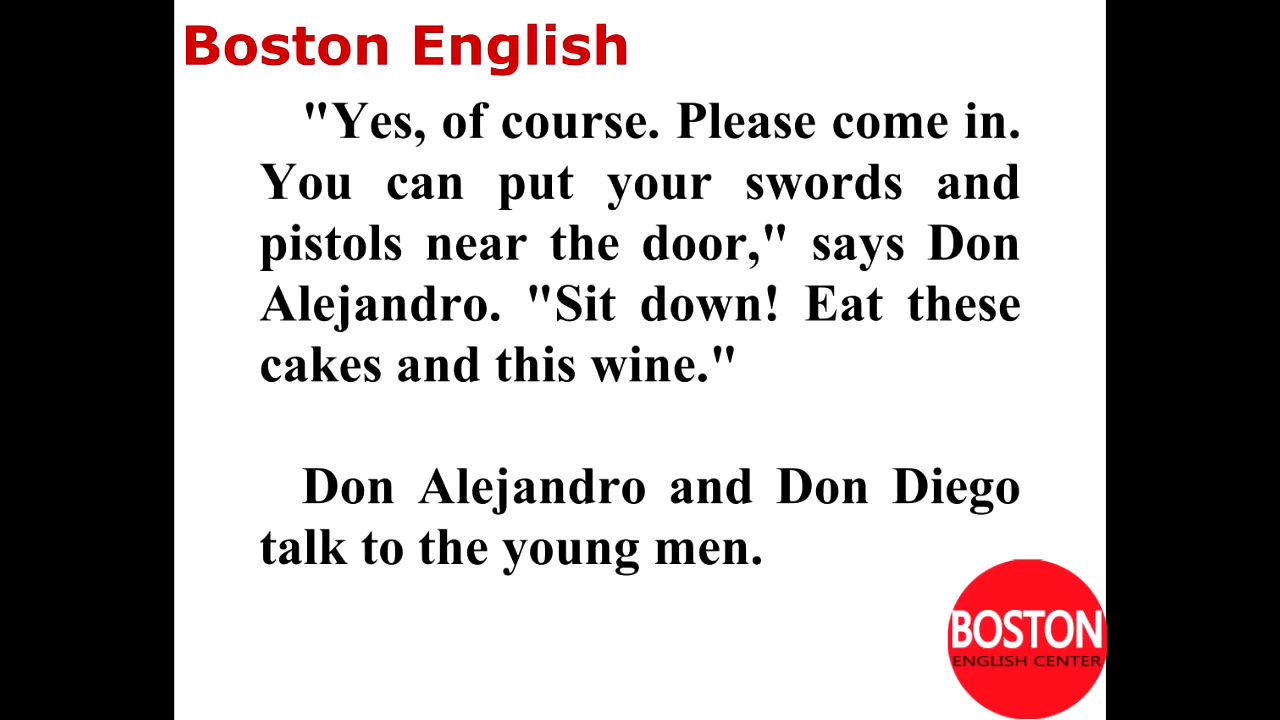 Boston English
"Yes, of course. Please come in.
You can put your swords and
pistols near the door," says Don
Alejandro. "Sit down! Eat these
cakes and this wine."
Don Alejandro and Don Diego
talk to the young men.
BOSTON
ENGLISH CENTER